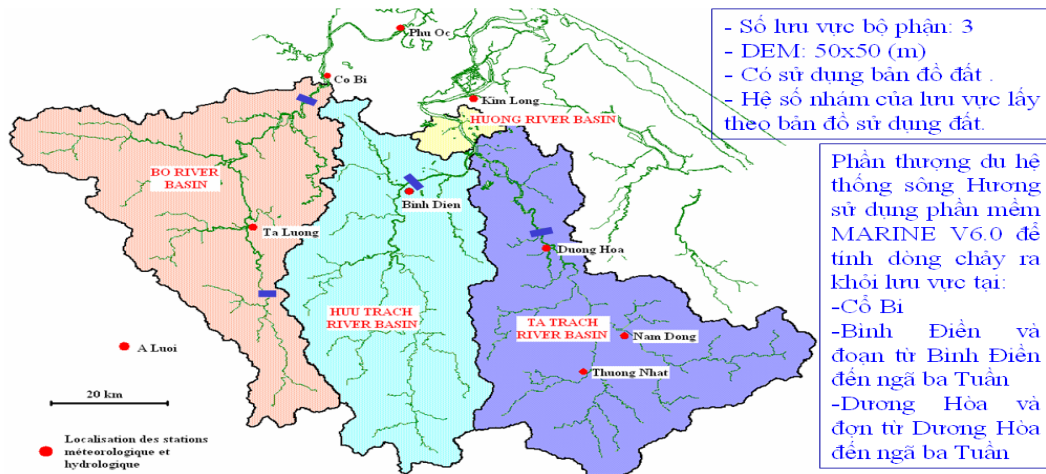 Phu Oc
Co Bi
Kim Long
HUONG RIVER
BASIN
BO RIVER
BASIN
Binh Dien
Ta Luong
Duong Hoa
HUU TRACH
RIVER BASIN
TA TRACH
RIVER BASIN
Nam Dong
A Luoi
Thuong Nhat
20 km
Localisation des stations
méteorologique et
hydrologique
- Số lưu vực bộ phận: 3
- DEM: 50x50 (m)
- Có sử dụng bản đồ đất .
- Hệ số nhám của lưu vực lấy
theo bản đồ sử dụng đất.
Phần thượng du hệ
thống sông Hương
sử dụng phần mềm
MARINE V6.0 để
tính dòng chảy ra
khỏi lưu vực tại:
-Cổ Bi
-Bình Điền và
đoạn từ Bình Điền
đến ngã ba Tuần
-Dương Hòa và
đọn từ Dương Hòa
đến ngã ba Tuần